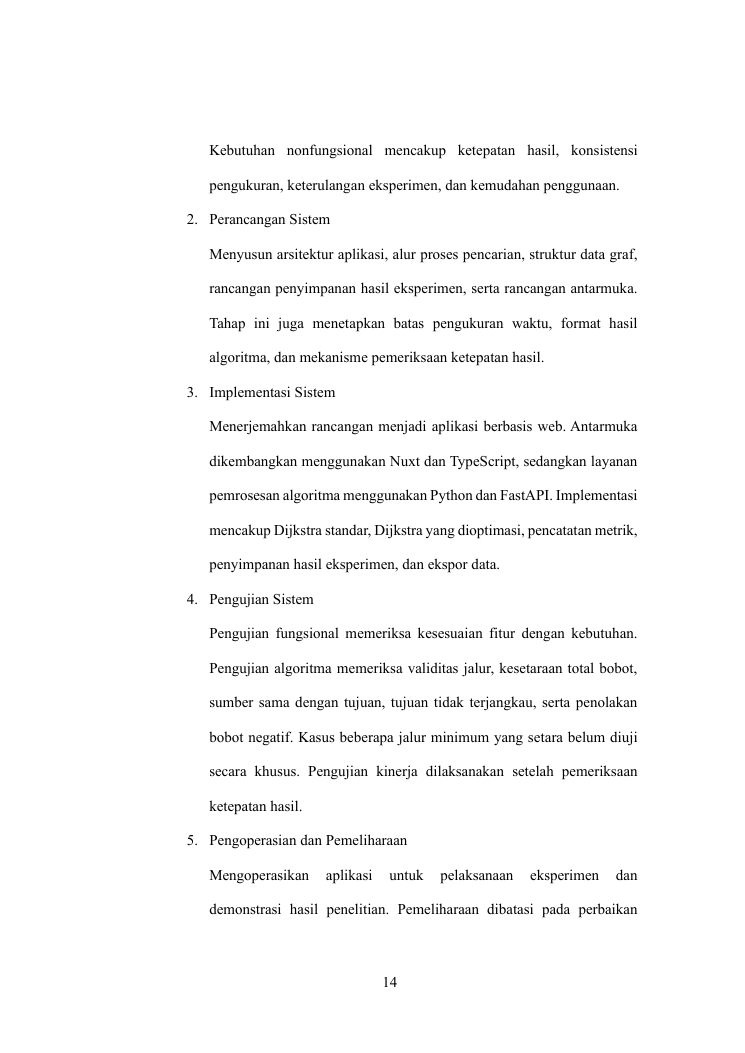 Kebutuhan nonfungsional mencakup ketepatan hasil, konsistensi
pengukuran, keterulangan eksperimen, dan kemudahan penggunaan.
2. Perancangan Sistem
Menyusun arsitektur aplikasi, alur proses pencarian, struktur data graf,
rancangan penyimpanan hasil eksperimen, serta rancangan antarmuka.
Tahap ini juga menetapkan batas pengukuran waktu, format hasil
algoritma, dan mekanisme pemeriksaan ketepatan hasil.
3. Implementasi Sistem
Menerjemahkan rancangan menjadi aplikasi berbasis web. Antarmuka
dikembangkan menggunakan Nuxt dan TypeScript, sedangkan layanan
pemrosesan algoritma menggunakan Python dan FastAPI. Implementasi
mencakup Dijkstra standar, Dijkstra yang dioptimasi, pencatatan metrik,
penyimpanan hasil eksperimen, dan ekspor data.
4. Pengujian Sistem
Pengujian fungsional memeriksa kesesuaian fitur dengan kebutuhan.
Pengujian algoritma memeriksa validitas jalur, kesetaraan total bobot,
sumber sama dengan tujuan, tujuan tidak terjangkau, serta penolakan
bobot negatif. Kasus beberapa jalur minimum yang setara belum diuji
secara khusus. Pengujian kinerja dilaksanakan setelah pemeriksaan
ketepatan hasil.
5. Pengoperasian dan Pemeliharaan
Mengoperasikan aplikasi untuk pelaksanaan eksperimen dan
demonstrasi hasil penelitian. Pemeliharaan dibatasi pada perbaikan
14